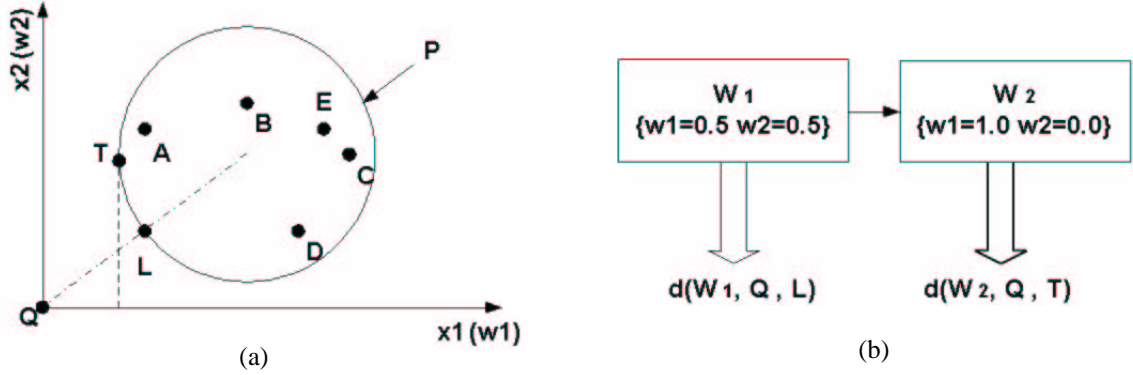 x2 (w2)
P
E
B
T
A
C
D
L
Q
x1 (w1)
(a)
W 1
{w1=0.5 w2=0.5}
W 2
{w1=1.0 w2=0.0}
d(W 1, Q , L)
d(W 2, Q , T)
(b)